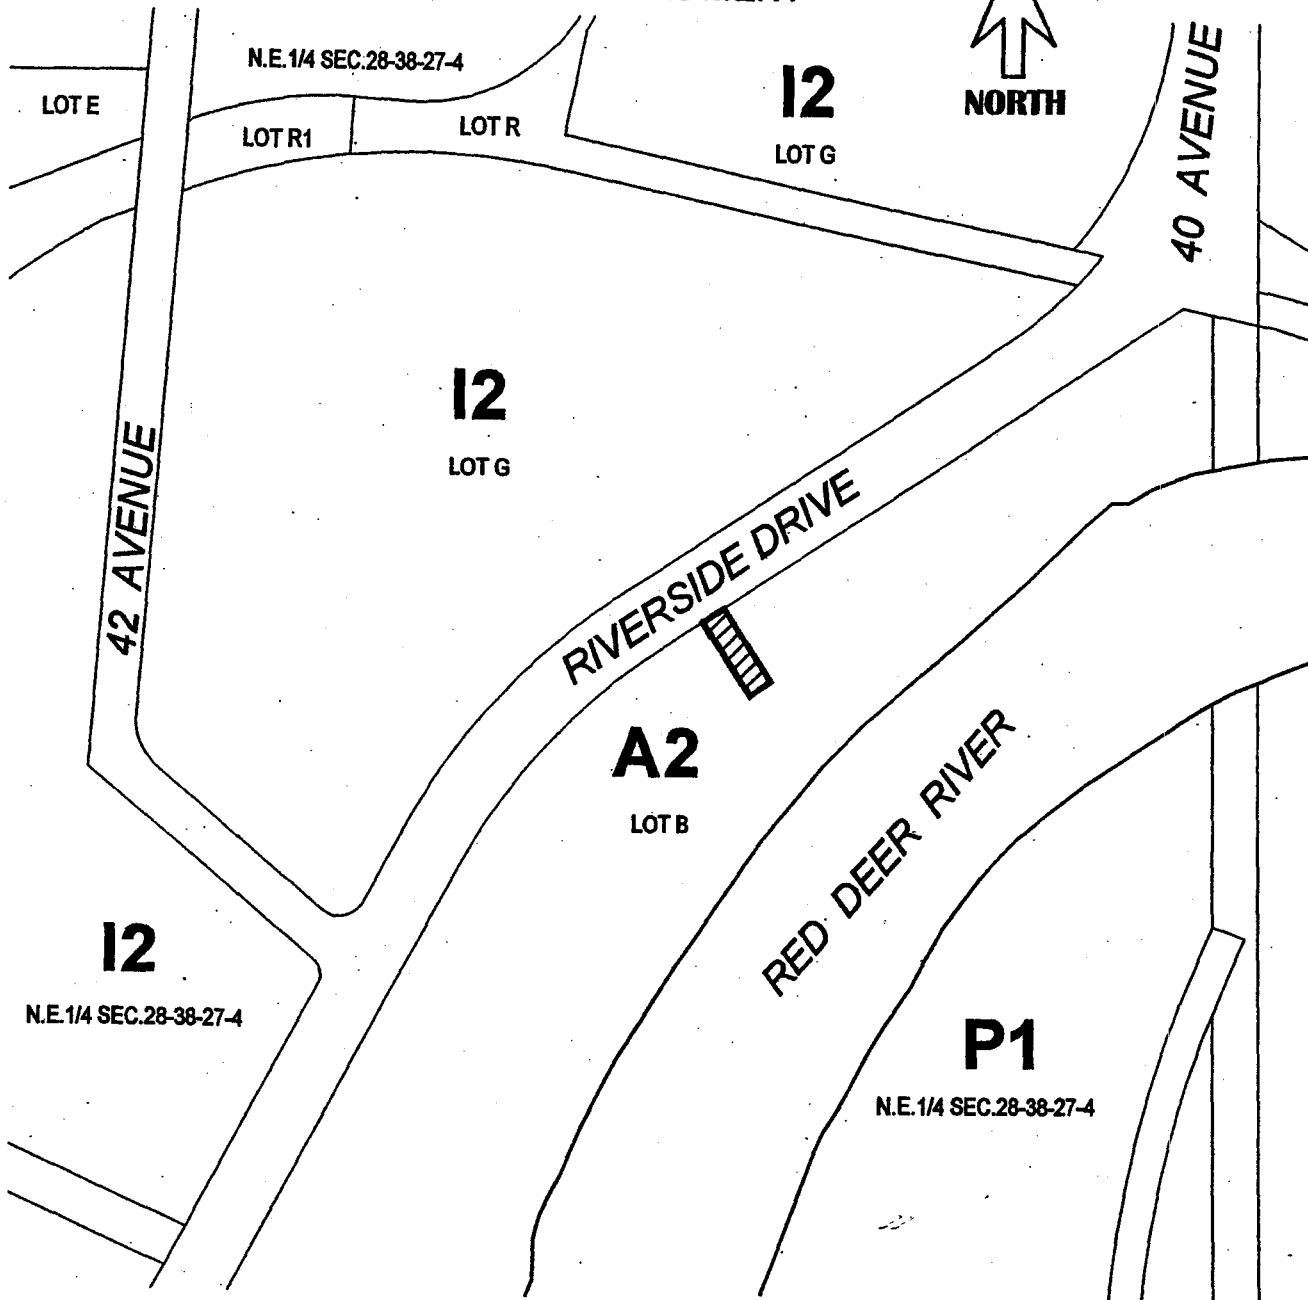 N.E.1/4 SEC.28-38-27-4
I2
NORTH
40 AVENUE
LOT E
LOT R1
LOT R
LOT G
I2
LOT G
42 AVENUE
RIVERSIDE DRIVE
A2
LOT B
RED DEER RIVER
I2
N.E.1/4 SEC.28-38-27-4
P1
N.E.1/4 SEC.28-38-27-4